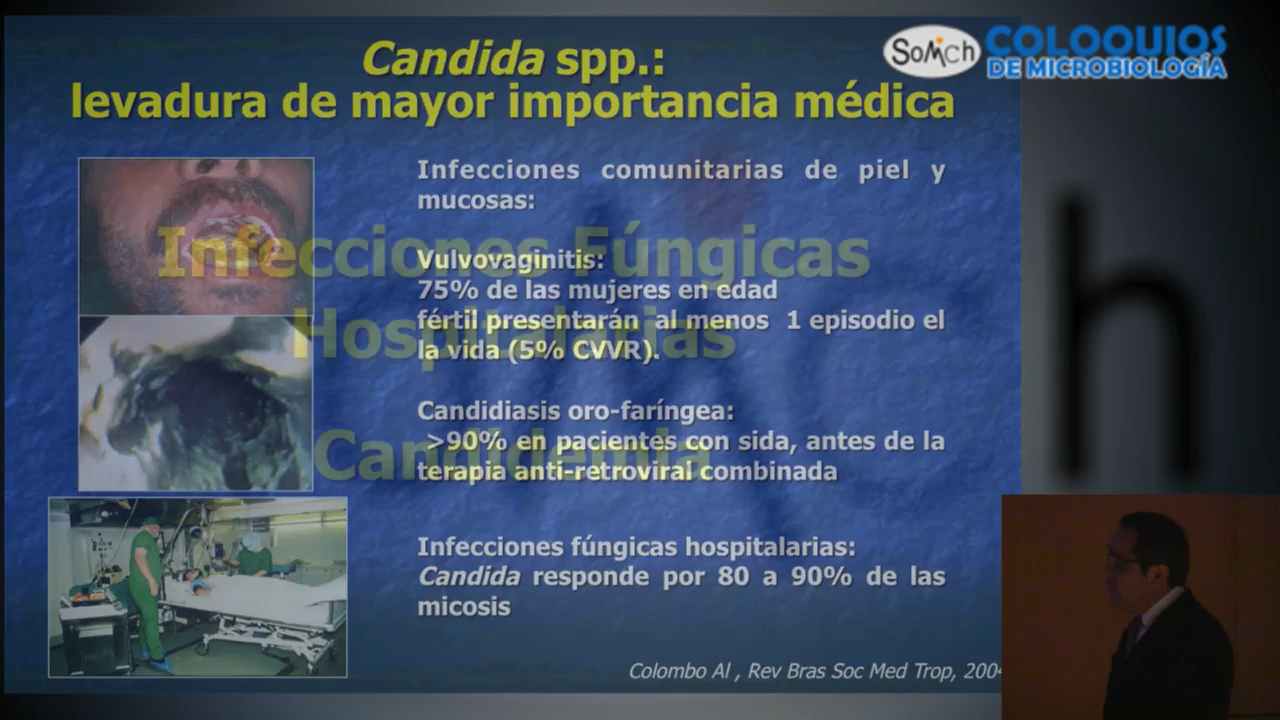 Candida spp.:
levadura de mayor importancia médica
SOMICH
COLOQUIOS
DE MICROBIOLOGÍA
Infecciones comunitarias de piel y
mucosas:
Vulvovaginitis:
75% de las mujeres en edad
fértil presentarán al menos 1 episodio el
la vida (5% CVVR).
Candidiasis oro-faríngea:
>90% en pacientes con sida, antes de la
terapia anti-retroviral combinada
Infecciones fúngicas hospitalarias:
Candida responde por 80 a 90% de las
micosis
Colombo Al , Rev Bras Soc Med Trop, 2004
Infecciones Fúngicas
Hospitalarias
Candidemia
h